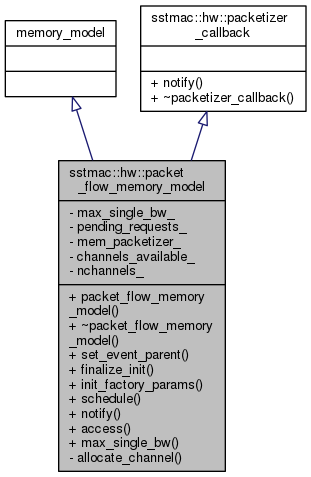 memory_model
sstmac::hw::packetizer
_callback
+ notify()
+ ~packetizer_callback()
sstmac::hw::packet
_flow_memory_model
- max_single_bw_
- pending_requests_
- mem_packetizer_
- channels_available_
- nchannels_
+ packet_flow_memory
_model()
+ ~packet_flow_memory
_model()
+ set_event_parent()
+ finalize_init()
+ init_factory_params()
+ schedule()
+ notify()
+ access()
+ max_single_bw()
- allocate_channel()